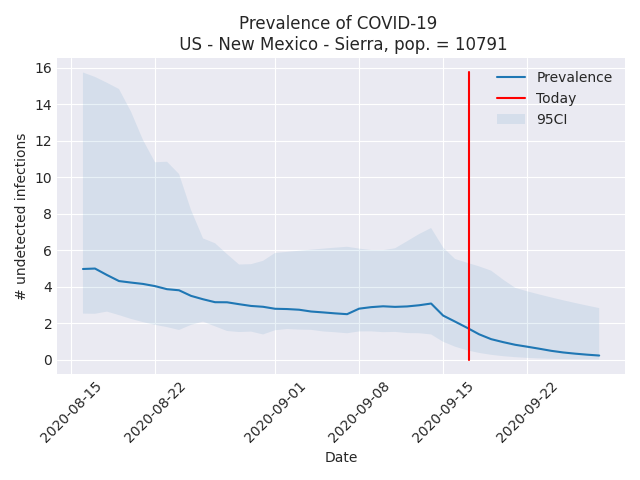 Prevalence of COVID-19
US - New Mexico - Sierra, pop. = 10791
16
14
12
10
8
6
4
2
0
# undetected infections
Prevalence
Today
95CI
2020-08-15
2020-08-22
2020-09-01
2020-09-08
2020-09-15
2020-09-22
Date